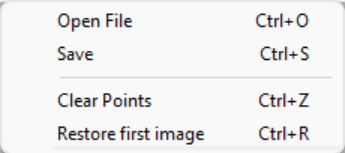 Open File Ctrl+O
Save Ctrl+S
Clear Points Ctrl+Z
Restore first image Ctrl+R